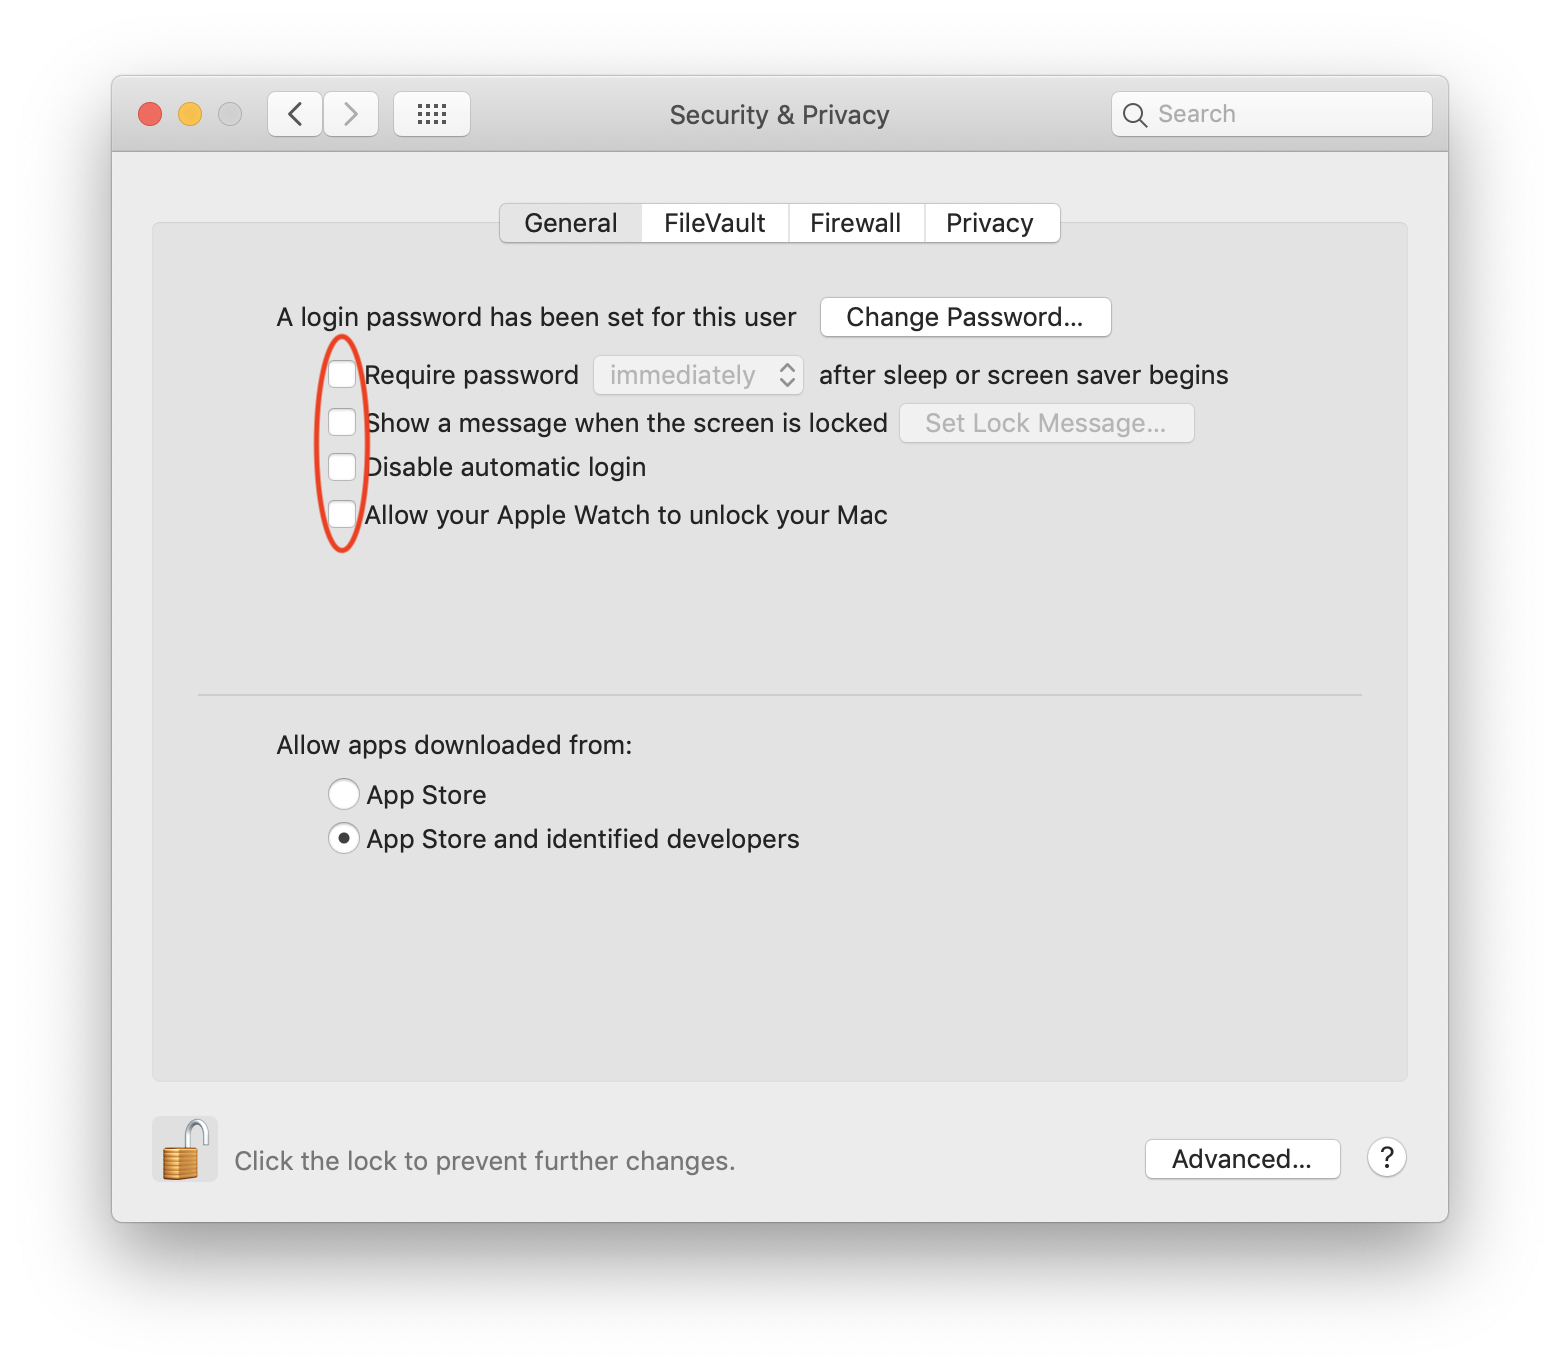 Security & Privacy
Search
General FileVault Firewall Privacy
A login password has been set for this user Change Password...
Require password immediately after sleep or screen saver begins
Show a message when the screen is locked Set Lock Message...
Disable automatic login
Allow your Apple Watch to unlock your Mac
Allow apps downloaded from:
App Store
App Store and identified developers
Click the lock to prevent further changes.
Advanced... ?